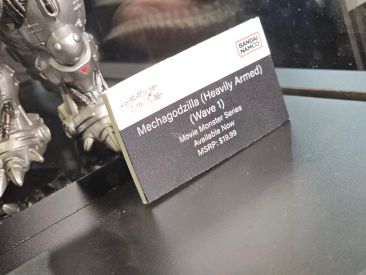 BANDAI
NAMCO
Mechagodzilla (Heavily Armed)
(Wave 1)
Movie Monster Series
Available Now
MSRP: $19.99